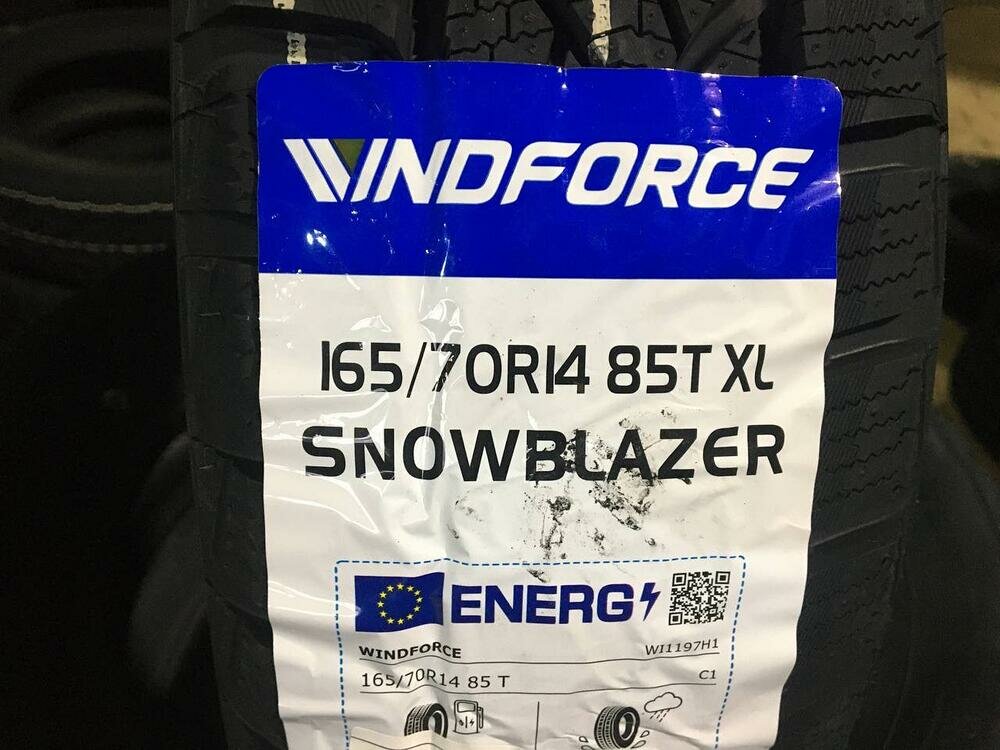 WINDFORCE
165/70R14 85T XL
SNOWBLAZER
ENERG
WINDFORCE WI1197H1
165/70R14 85 T C1